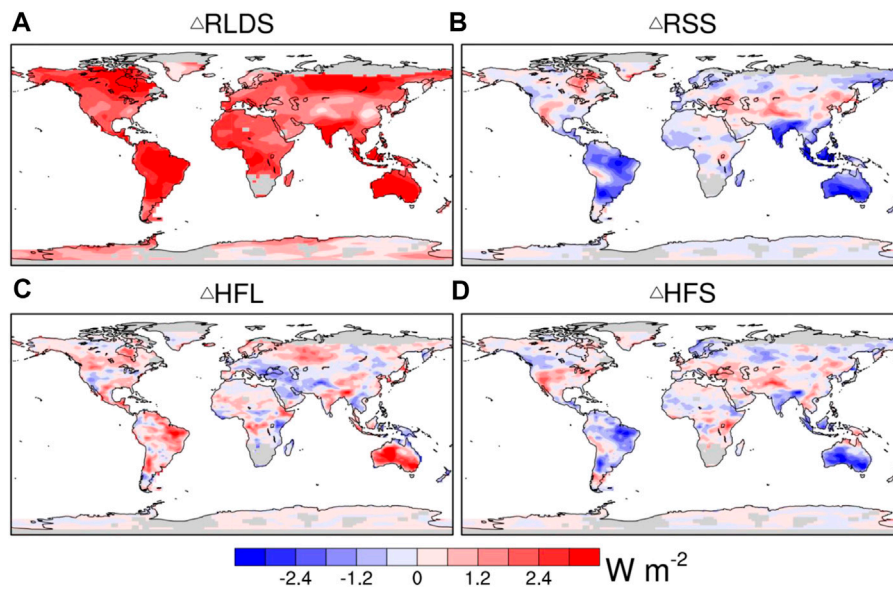 A △RLDS
B △RSS
C △HFL
D △HFS
-2.4 -1.2 0 1.2 2.4 W m-2